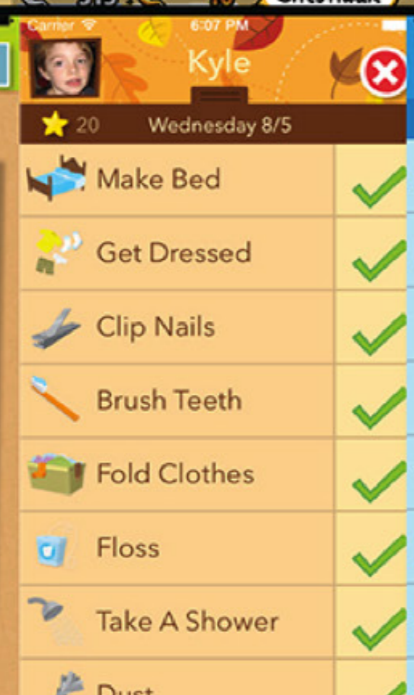 Carrier 6:07 PM
Kyle
20 Wednesday 8/5
Make Bed
Get Dressed
Clip Nails
Brush Teeth
Fold Clothes
Floss
Take A Shower
Dust